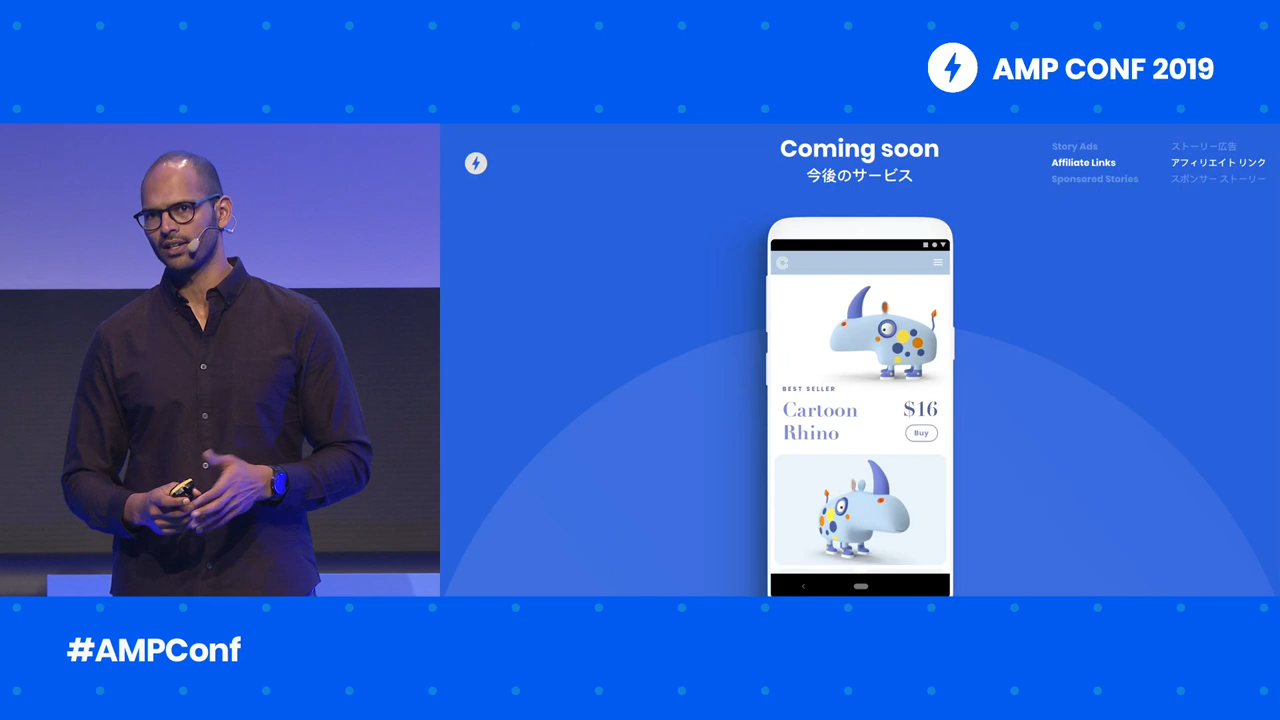 AMP CONF 2019
Coming soon
今後のサービス
Story Ads
Affiliate Links
Sponsored Stories
ストーリー広告
アフィリエイト リンク
スポンサー ストーリー
BEST SELLER
Cartoon
Rhino
$16
Buy
#AMPConf